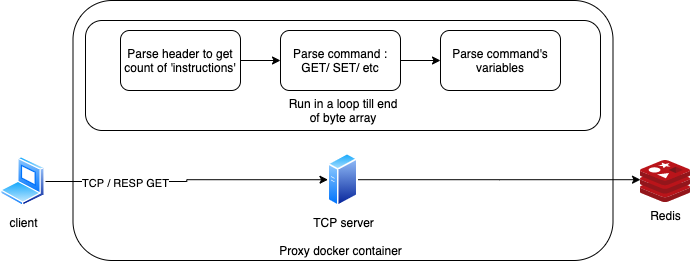 Parse header to get
count of 'instructions'
Parse command :
GET/ SET/ etc
Parse command's
variables
Run in a loop till end
of byte array
TCP / RESP GET
client
TCP server
Redis
Proxy docker container